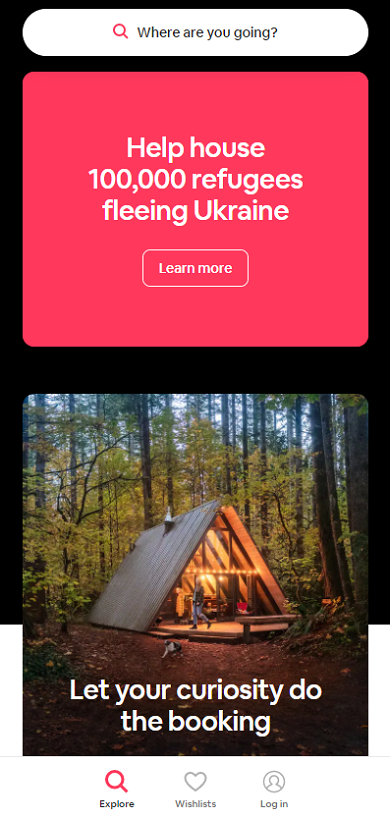 Where are you going?
Help house
100,000 refugees
fleeing Ukraine
Learn more
Let your curiosity do
the booking
Explore
Wishlists
Log in